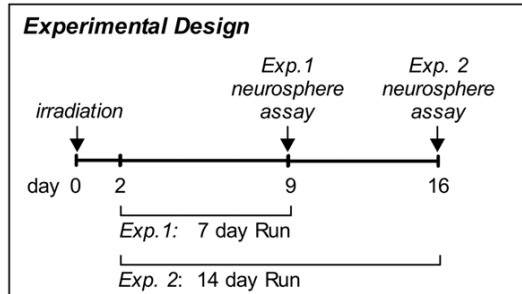 Experimental Design
Exp.1 Exp. 2
neurosphere neurosphere
irradiation assay assay
day 0 2 9 16
Exp.1: 7 day Run
Exp. 2: 14 day Run